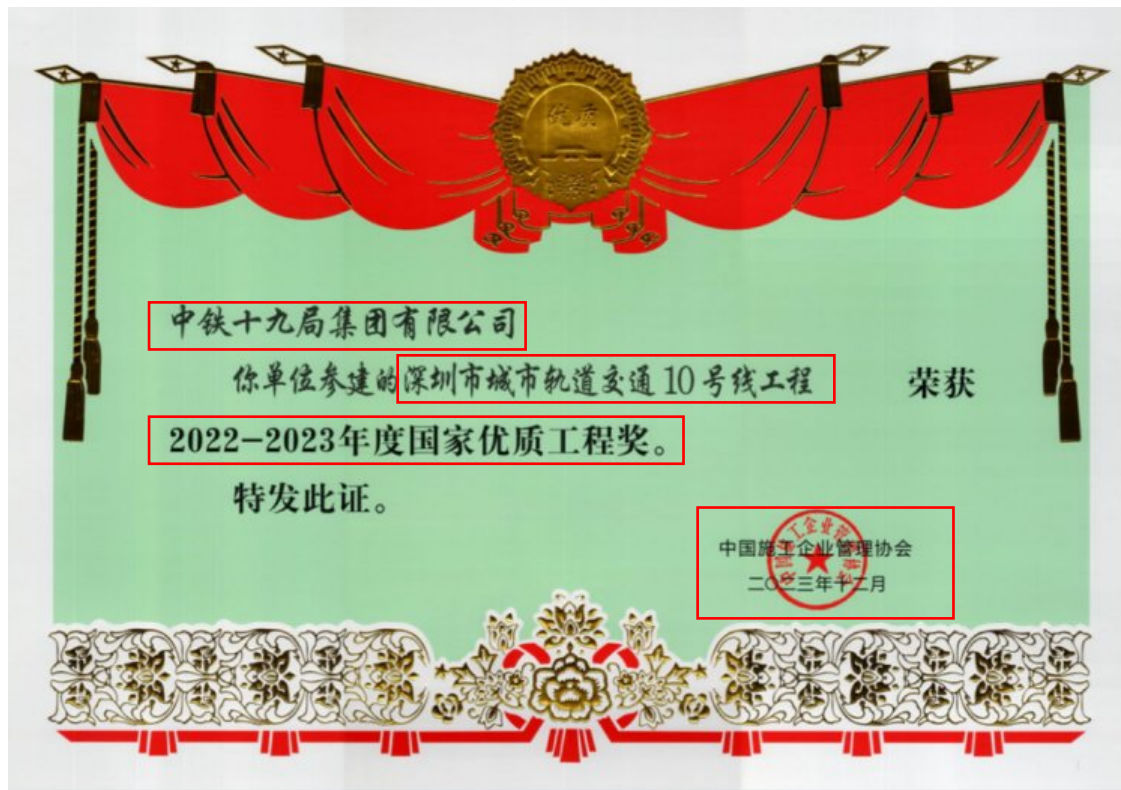 优质
中铁十九局集团有限公司
你单位参建的深圳市城市轨道交通10号线工程 荣获
2022-2023年度国家优质工程奖。
特发此证。
中国施工企业管理协会
二〇二三年十二月